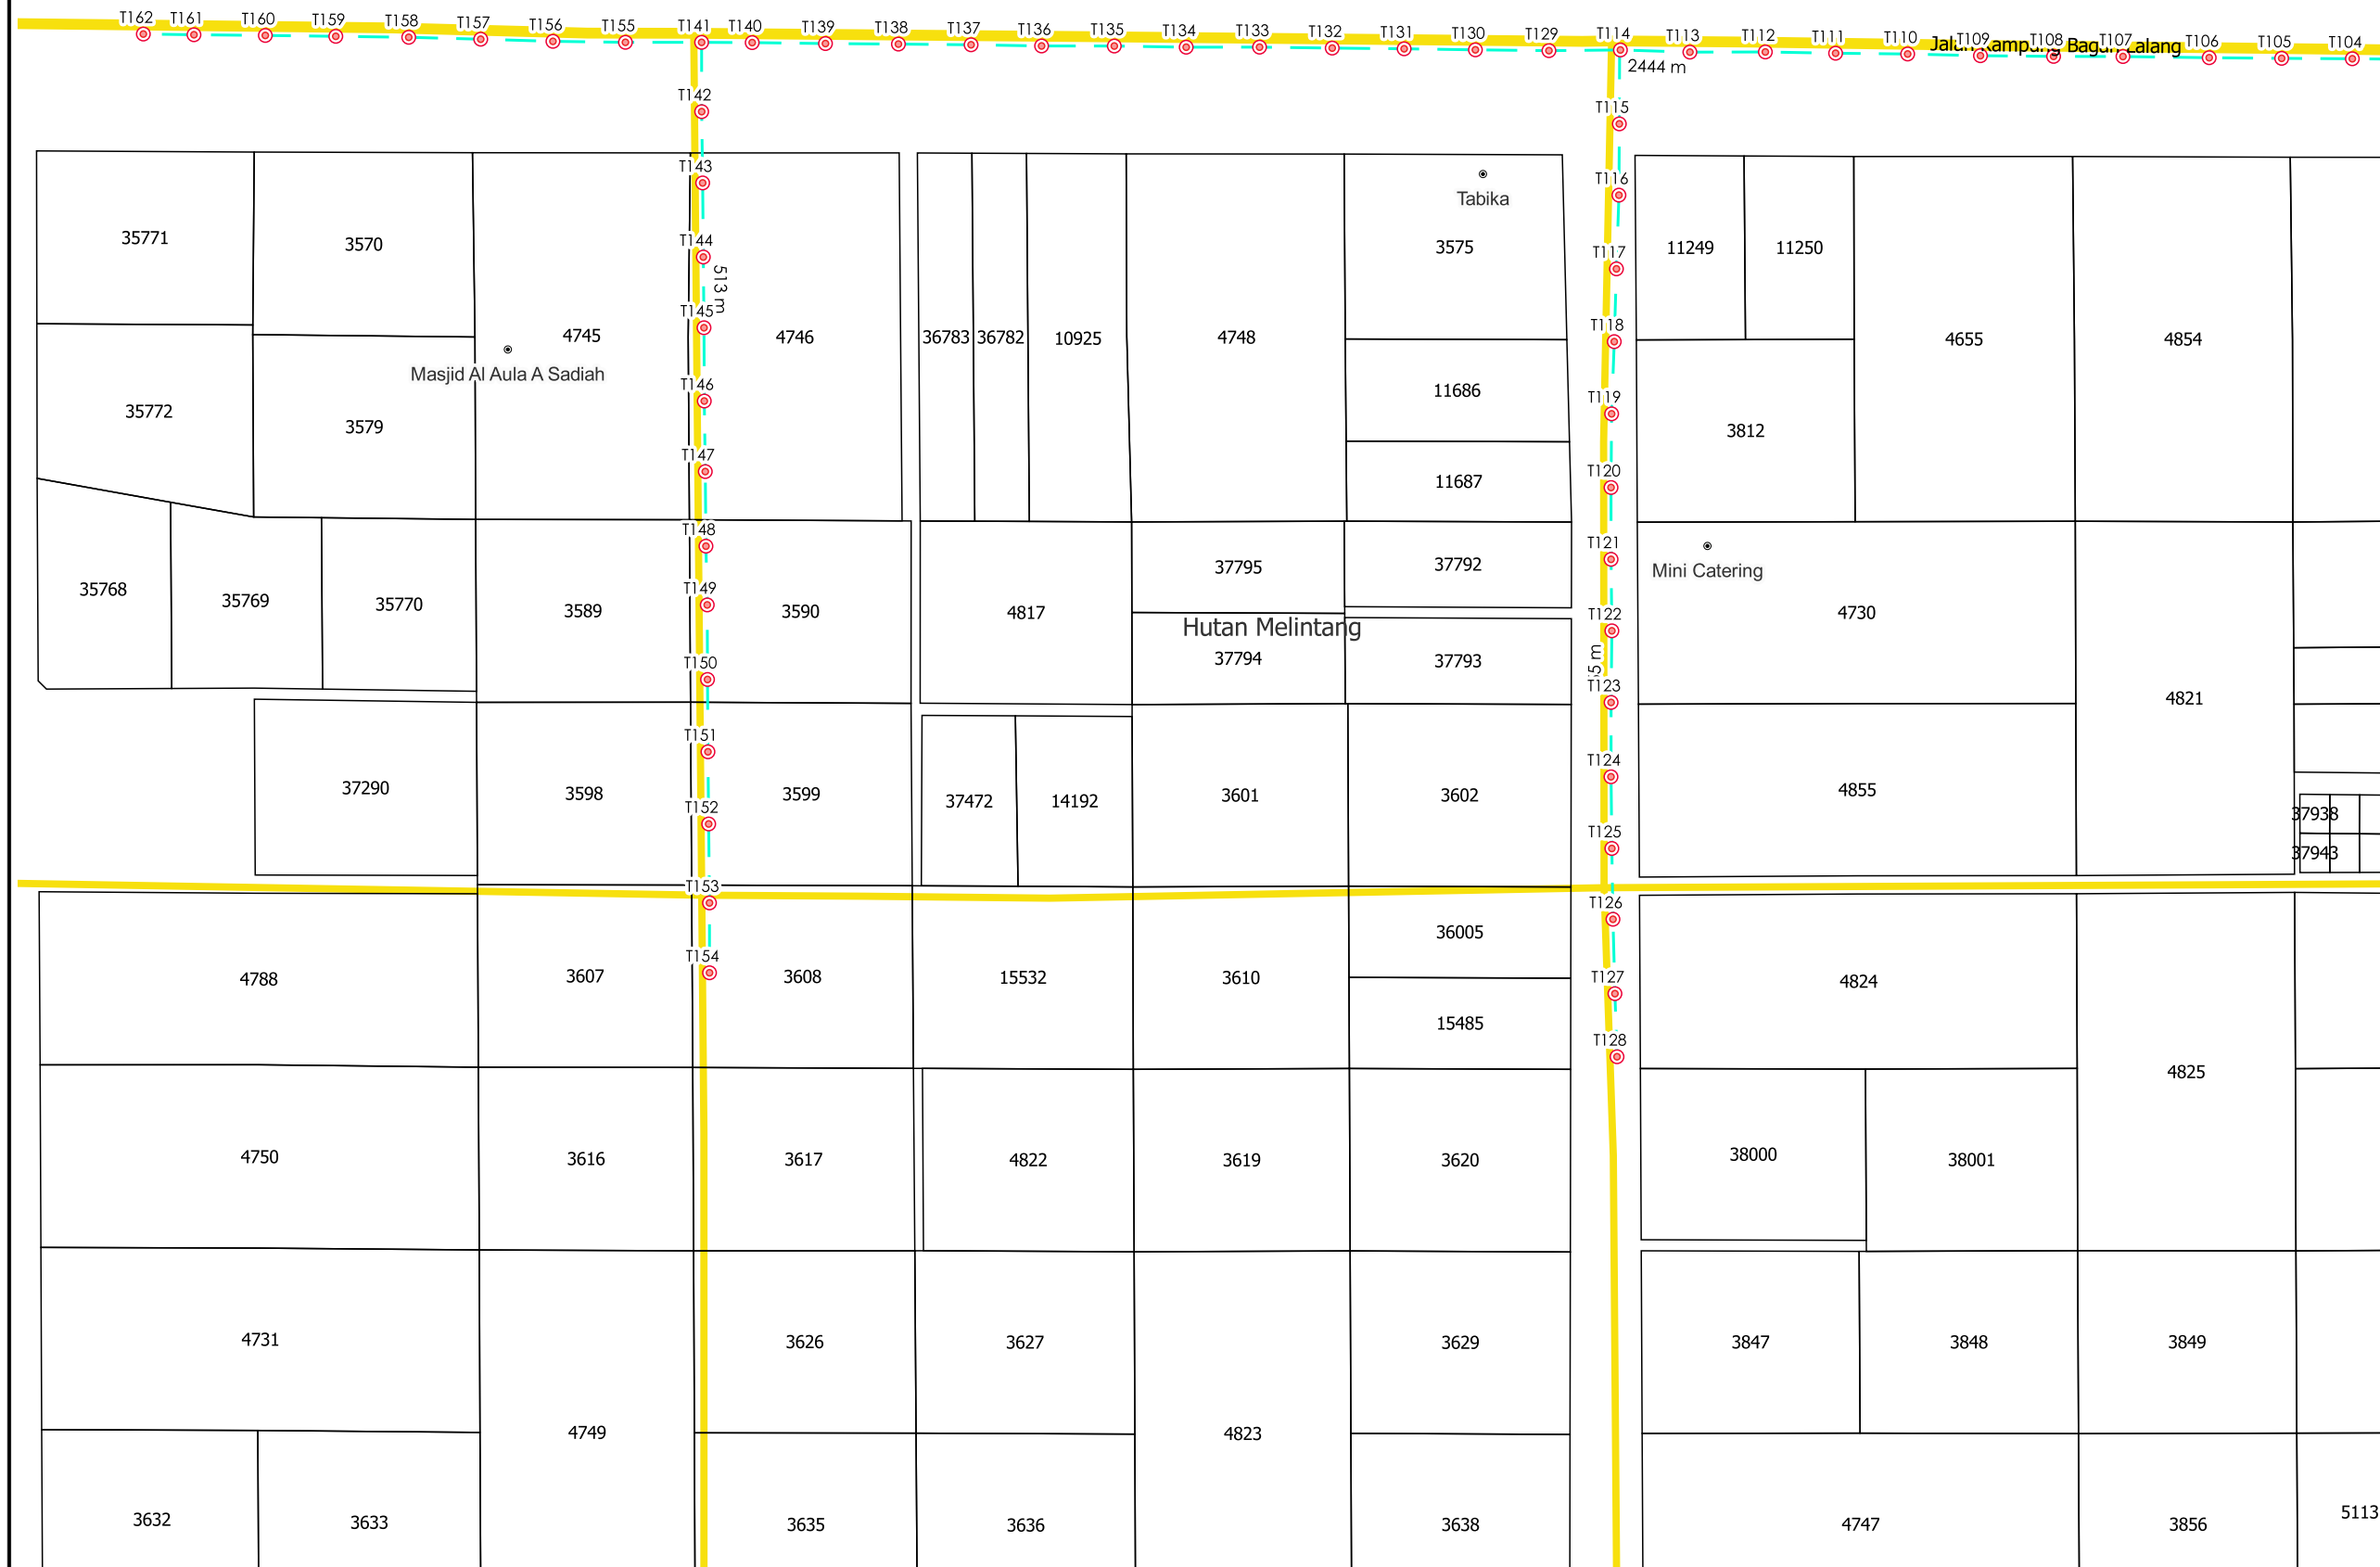 T162 T161 T160 T159 T158 T157 T156 T155 T141 T140 T139 T138 T137 T136 T135 T134 T133 T132 T131 T130 T129 T114 T113 T112 T111 T110 T109 T108 T107 T106 T105 T104
Jalan Kampung Bagan Lalang
2444 m
T142 T115
T143 T116
Tabika
35771 3570 T144 3575 T117 11249 11250
513 m
T145 T118
4745 4746 36783 36782 10925 4748 4655 4854
Masjid Al Aula A Sadiah
T146 11686 T119
35772 3579 3812
T147 11687 T120
T148 T121
37795 37792 Mini Catering
35768 35769 35770 3589 T149 3590 4817 T122 4730
Hutan Melintang
37794 37793 5 m
T150 T123 4821
T151 T124
37290 3598 3599 37472 14192 3601 3602 4855
T152 T125 37938
37943
T153 T126
36005
4788 3607 T154 3608 15532 3610 T127 4824
15485
T128
4825
4750 3616 3617 4822 3619 3620 38000 38001
4731 3626 3627 3629 3847 3848 3849
4749 4823
3632 3633 3635 3636 3638 4747 3856 5113